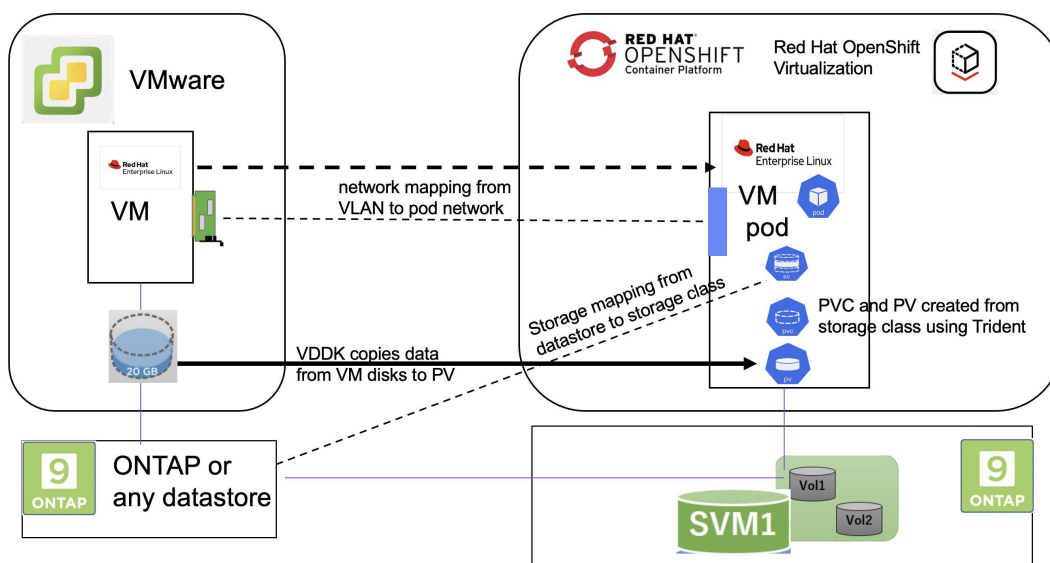 VMware
RED HAT
OPENSHIFT
Container Platform
Red Hat OpenShift
Virtualization
Red Hat
Enterprise Linux
VM
network mapping from
VLAN to pod network
Red Hat
Enterprise Linux
VM
pod
pod
sc
Storage mapping from
datastore to storage class
PVC and PV created from
storage class using Trident
pvc
20 GB
VDDK copies data
from VM disks to PV
pv
9
ONTAP
ONTAP or
any datastore
Vol1
Vol2
SVM1
9
ONTAP